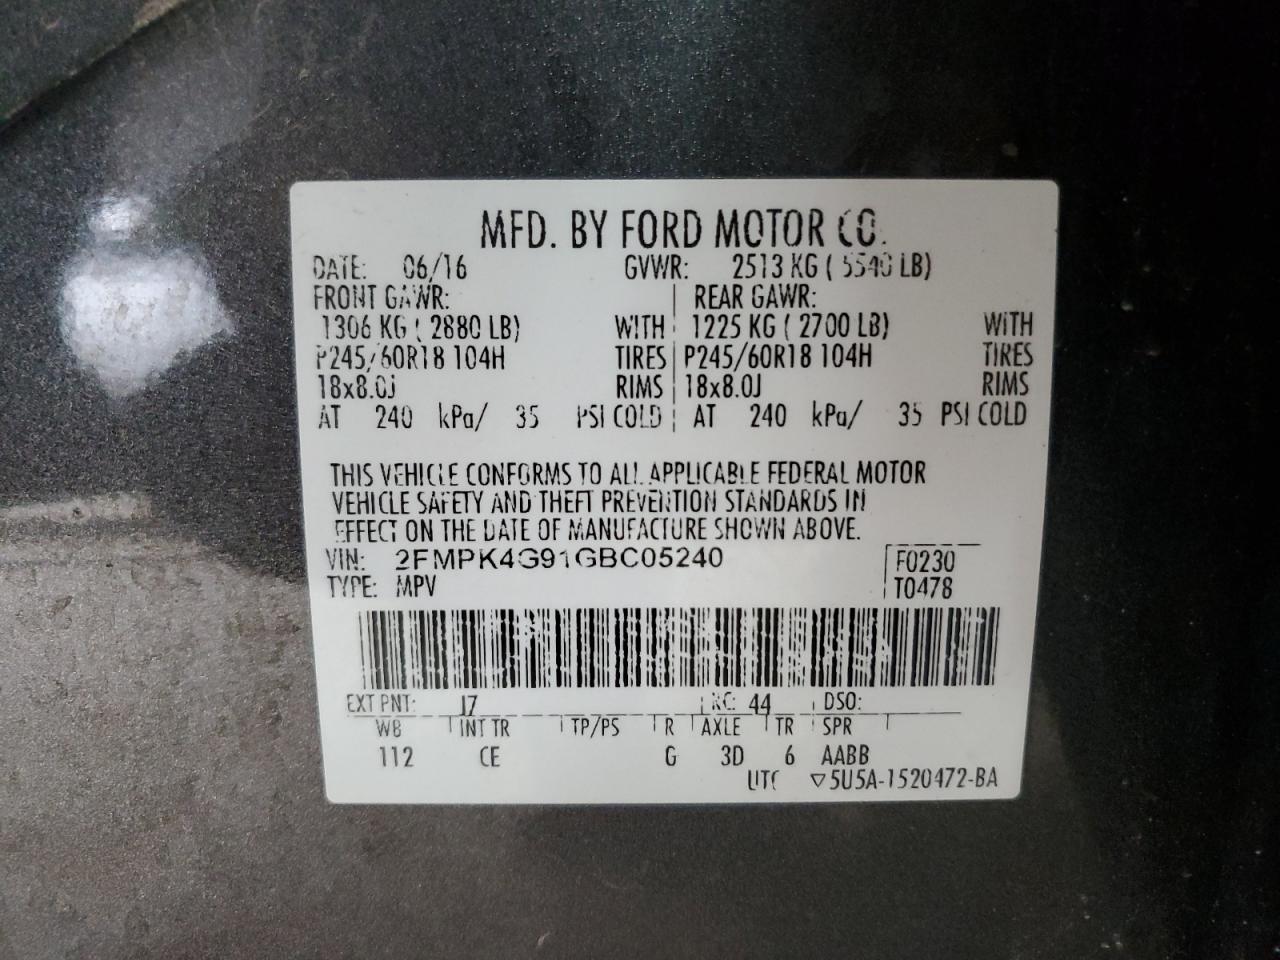 MFD. BY FORD MOTOR CO.
DATE: 06/16 GVWR: 2513 KG ( 5540 LB)
FRONT GAWR: REAR GAWR:
1306 KG ( 2880 LB) WITH 1225 KG ( 2700 LB) WITH
P245/60R18 104H TIRES P245/60R18 104H TIRES
18x8.0J RIMS 18x8.0J RIMS
AT 240 kPa/ 35 PSI COLD AT 240 kPa/ 35 PSI COLD
THIS VEHICLE CONFORMS TO ALL APPLICABLE FEDERAL MOTOR
VEHICLE SAFETY AND THEFT PREVENTION STANDARDS IN
EFFECT ON THE DATE OF MANUFACTURE SHOWN ABOVE.
VIN: 2FMPK4G91GBC05240 F0230
TYPE: MPV T0478
EXT PNT: J7 RC: 44 DSO:
WB INT TR TP/PS R AXLE TR SPR
112 CE G 3D 6 AABB
UTC ▽5U5A-1520472-BA